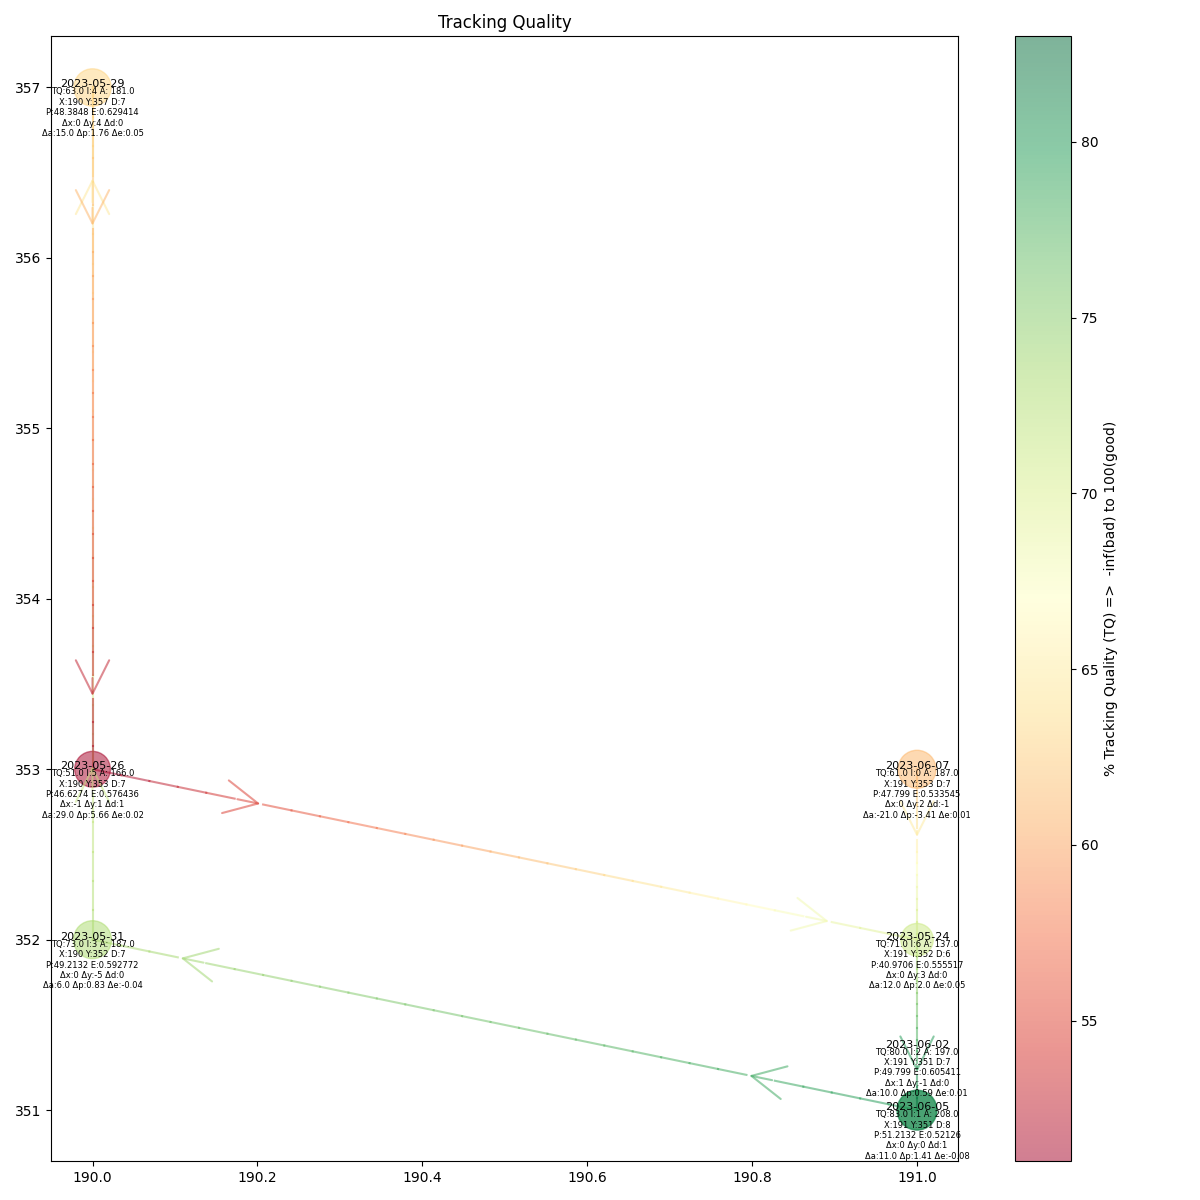 Tracking Quality
357
356
355
354
353
352
351
190.0 190.2 190.4 190.6 190.8 191.0
2023-05-29
TQ:63.0 I:4 A: 181.0
X:190 Y:357 D:7
P:48.3848 E:0.629414
Δx:0 Δy:4 Δd:0
Δa:15.0 Δp:1.76 Δe:0.05
2023-05-26
TQ:51.0 I:5 A: 166.0
X:190 Y:353 D:7
P:46.6274 E:0.576436
Δx:-1 Δy:1 Δd:1
Δa:29.0 Δp:5.66 Δe:0.02
2023-06-07
TQ:61.0 I:0 A: 187.0
X:191 Y:353 D:7
P:47.799 E:0.533545
Δx:0 Δy:2 Δd:-1
Δa:-21.0 Δp:-3.41 Δe:0.01
2023-05-31
TQ:73.0 I:3 A: 187.0
X:190 Y:352 D:7
P:49.2132 E:0.592772
Δx:0 Δy:-5 Δd:0
Δa:6.0 Δp:0.83 Δe:-0.04
2023-05-24
TQ:71.0 I:6 A: 137.0
X:191 Y:352 D:6
P:40.9706 E:0.555517
Δx:0 Δy:3 Δd:0
Δa:12.0 Δp:2.0 Δe:0.05
2023-06-02
TQ:80.0 I:2 A: 197.0
X:191 Y:351 D:7
P:49.799 E:0.605411
Δx:1 Δy:-1 Δd:0
Δa:10.0 Δp:0.59 Δe:0.01
2023-06-05
TQ:83.0 I:1 A: 208.0
X:191 Y:351 D:8
P:51.2132 E:0.52126
Δx:0 Δy:0 Δd:1
Δa:11.0 Δp:1.41 Δe:-0.08
80
75
70
65
60
55
% Tracking Quality (TQ) => -inf(bad) to 100(good)